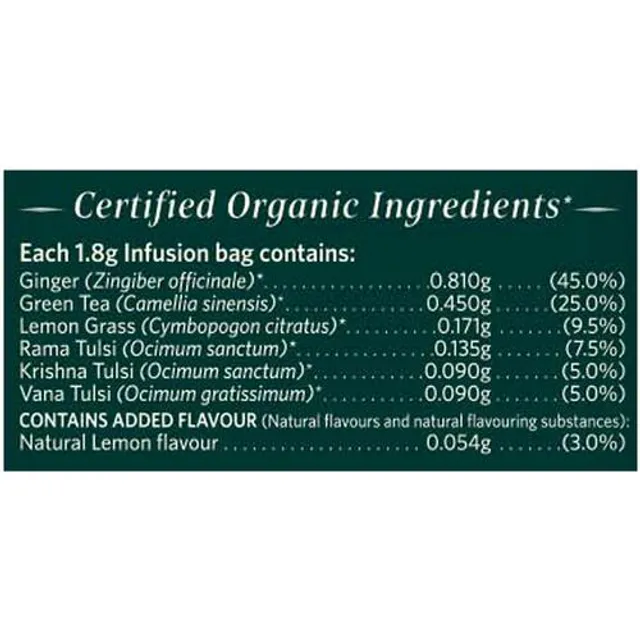 Certified Organic Ingredients*
Each 1.8g Infusion bag contains:
Ginger (Zingiber officinale)*..................0.810g .....(45.0%)
Green Tea (Camellia sinensis)*................0.450g .....(25.0%)
Lemon Grass (Cymbopogon citratus)*..........0.171g .......(9.5%)
Rama Tulsi (Ocimum sanctum)*................0.135g .......(7.5%)
Krishna Tulsi (Ocimum sanctum)*.............0.090g .......(5.0%)
Vana Tulsi (Ocimum gratissimum)*............0.090g .......(5.0%)
CONTAINS ADDED FLAVOUR (Natural flavours and natural flavouring substances):
Natural Lemon flavour .......................0.054g .......(3.0%)